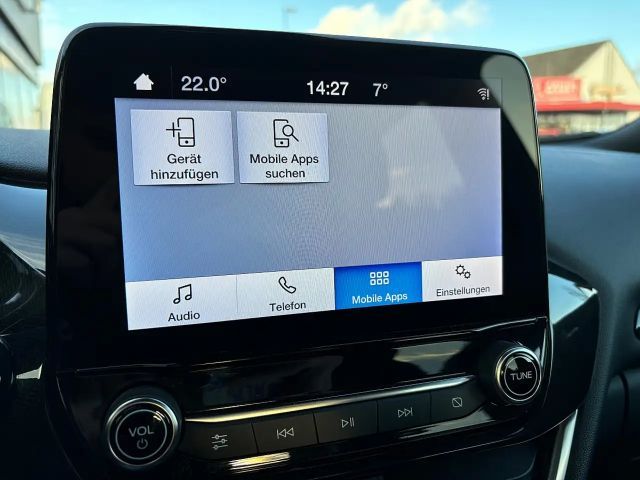 22.0°
14:27
7°
Gerät
hinzufügen
Mobile Apps
suchen
Audio
Telefon
Mobile Apps
Einstellungen
VOL
TUNE